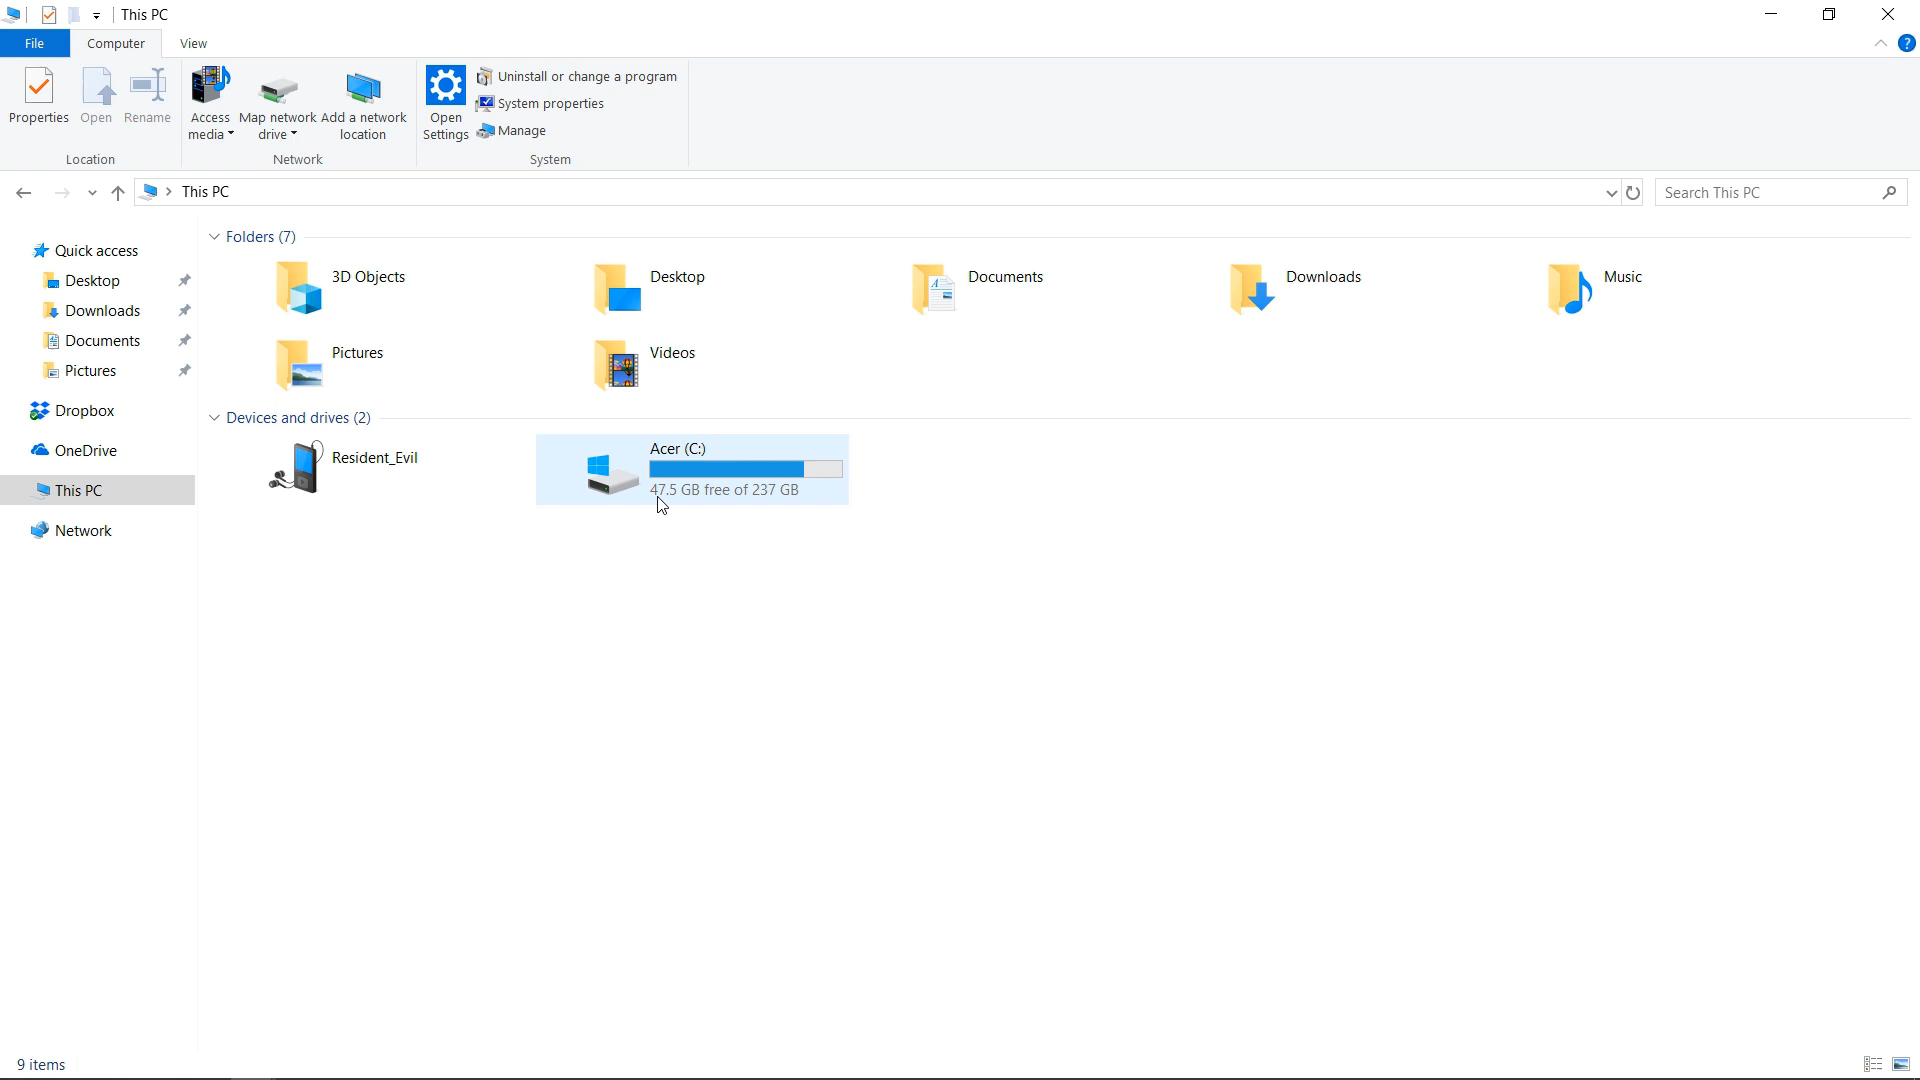 This PC
File Computer View
Uninstall or change a program
System properties
Manage
Properties Open Rename Access media Map network drive Add a network location Open Settings
Location Network System
This PC
Search This PC
Quick access
Desktop
Downloads
Documents
Pictures
Dropbox
OneDrive
This PC
Network
Folders (7)
3D Objects Desktop Documents Downloads Music
Pictures Videos
Devices and drives (2)
Resident_Evil
Acer (C:)
47.5 GB free of 237 GB
9 items